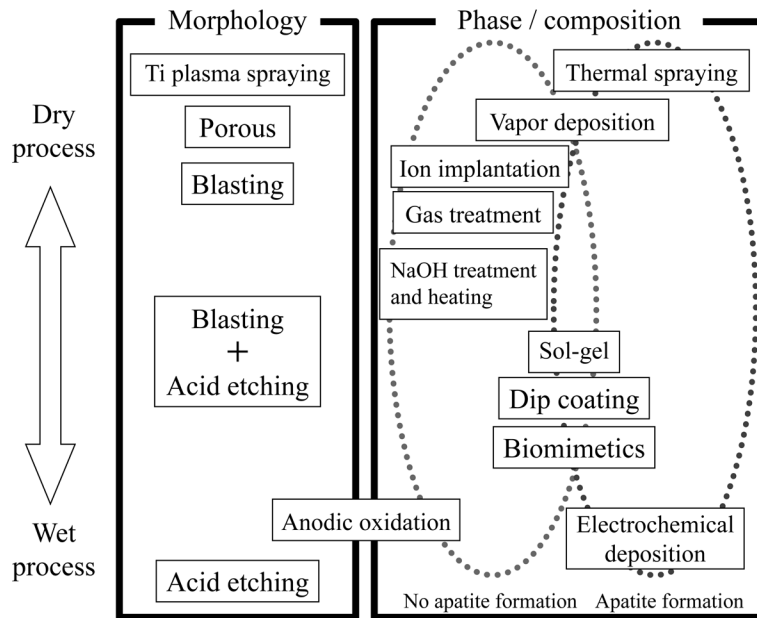 Morphology
Phase / composition
Ti plasma spraying
Thermal spraying
Dry
process
Porous
Vapor deposition
Blasting
Ion implantation
Gas treatment
NaOH treatment
and heating
Blasting
+
Acid etching
Sol-gel
Dip coating
Biomimetics
Wet
process
Anodic oxidation
Electrochemical
deposition
Acid etching
No apatite formation
Apatite formation